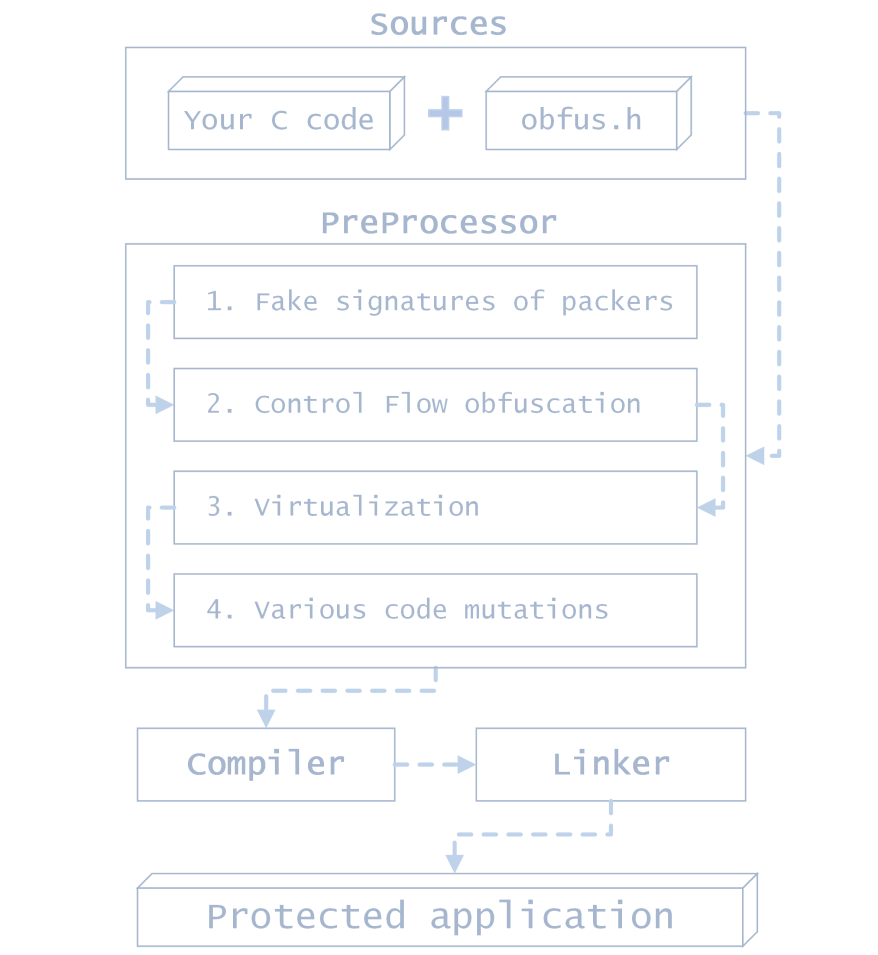 Sources
Your C code + obfus.h
PreProcessor
1. Fake signatures of packers
2. Control Flow obfuscation
3. Virtualization
4. Various code mutations
Compiler
Linker
Protected application